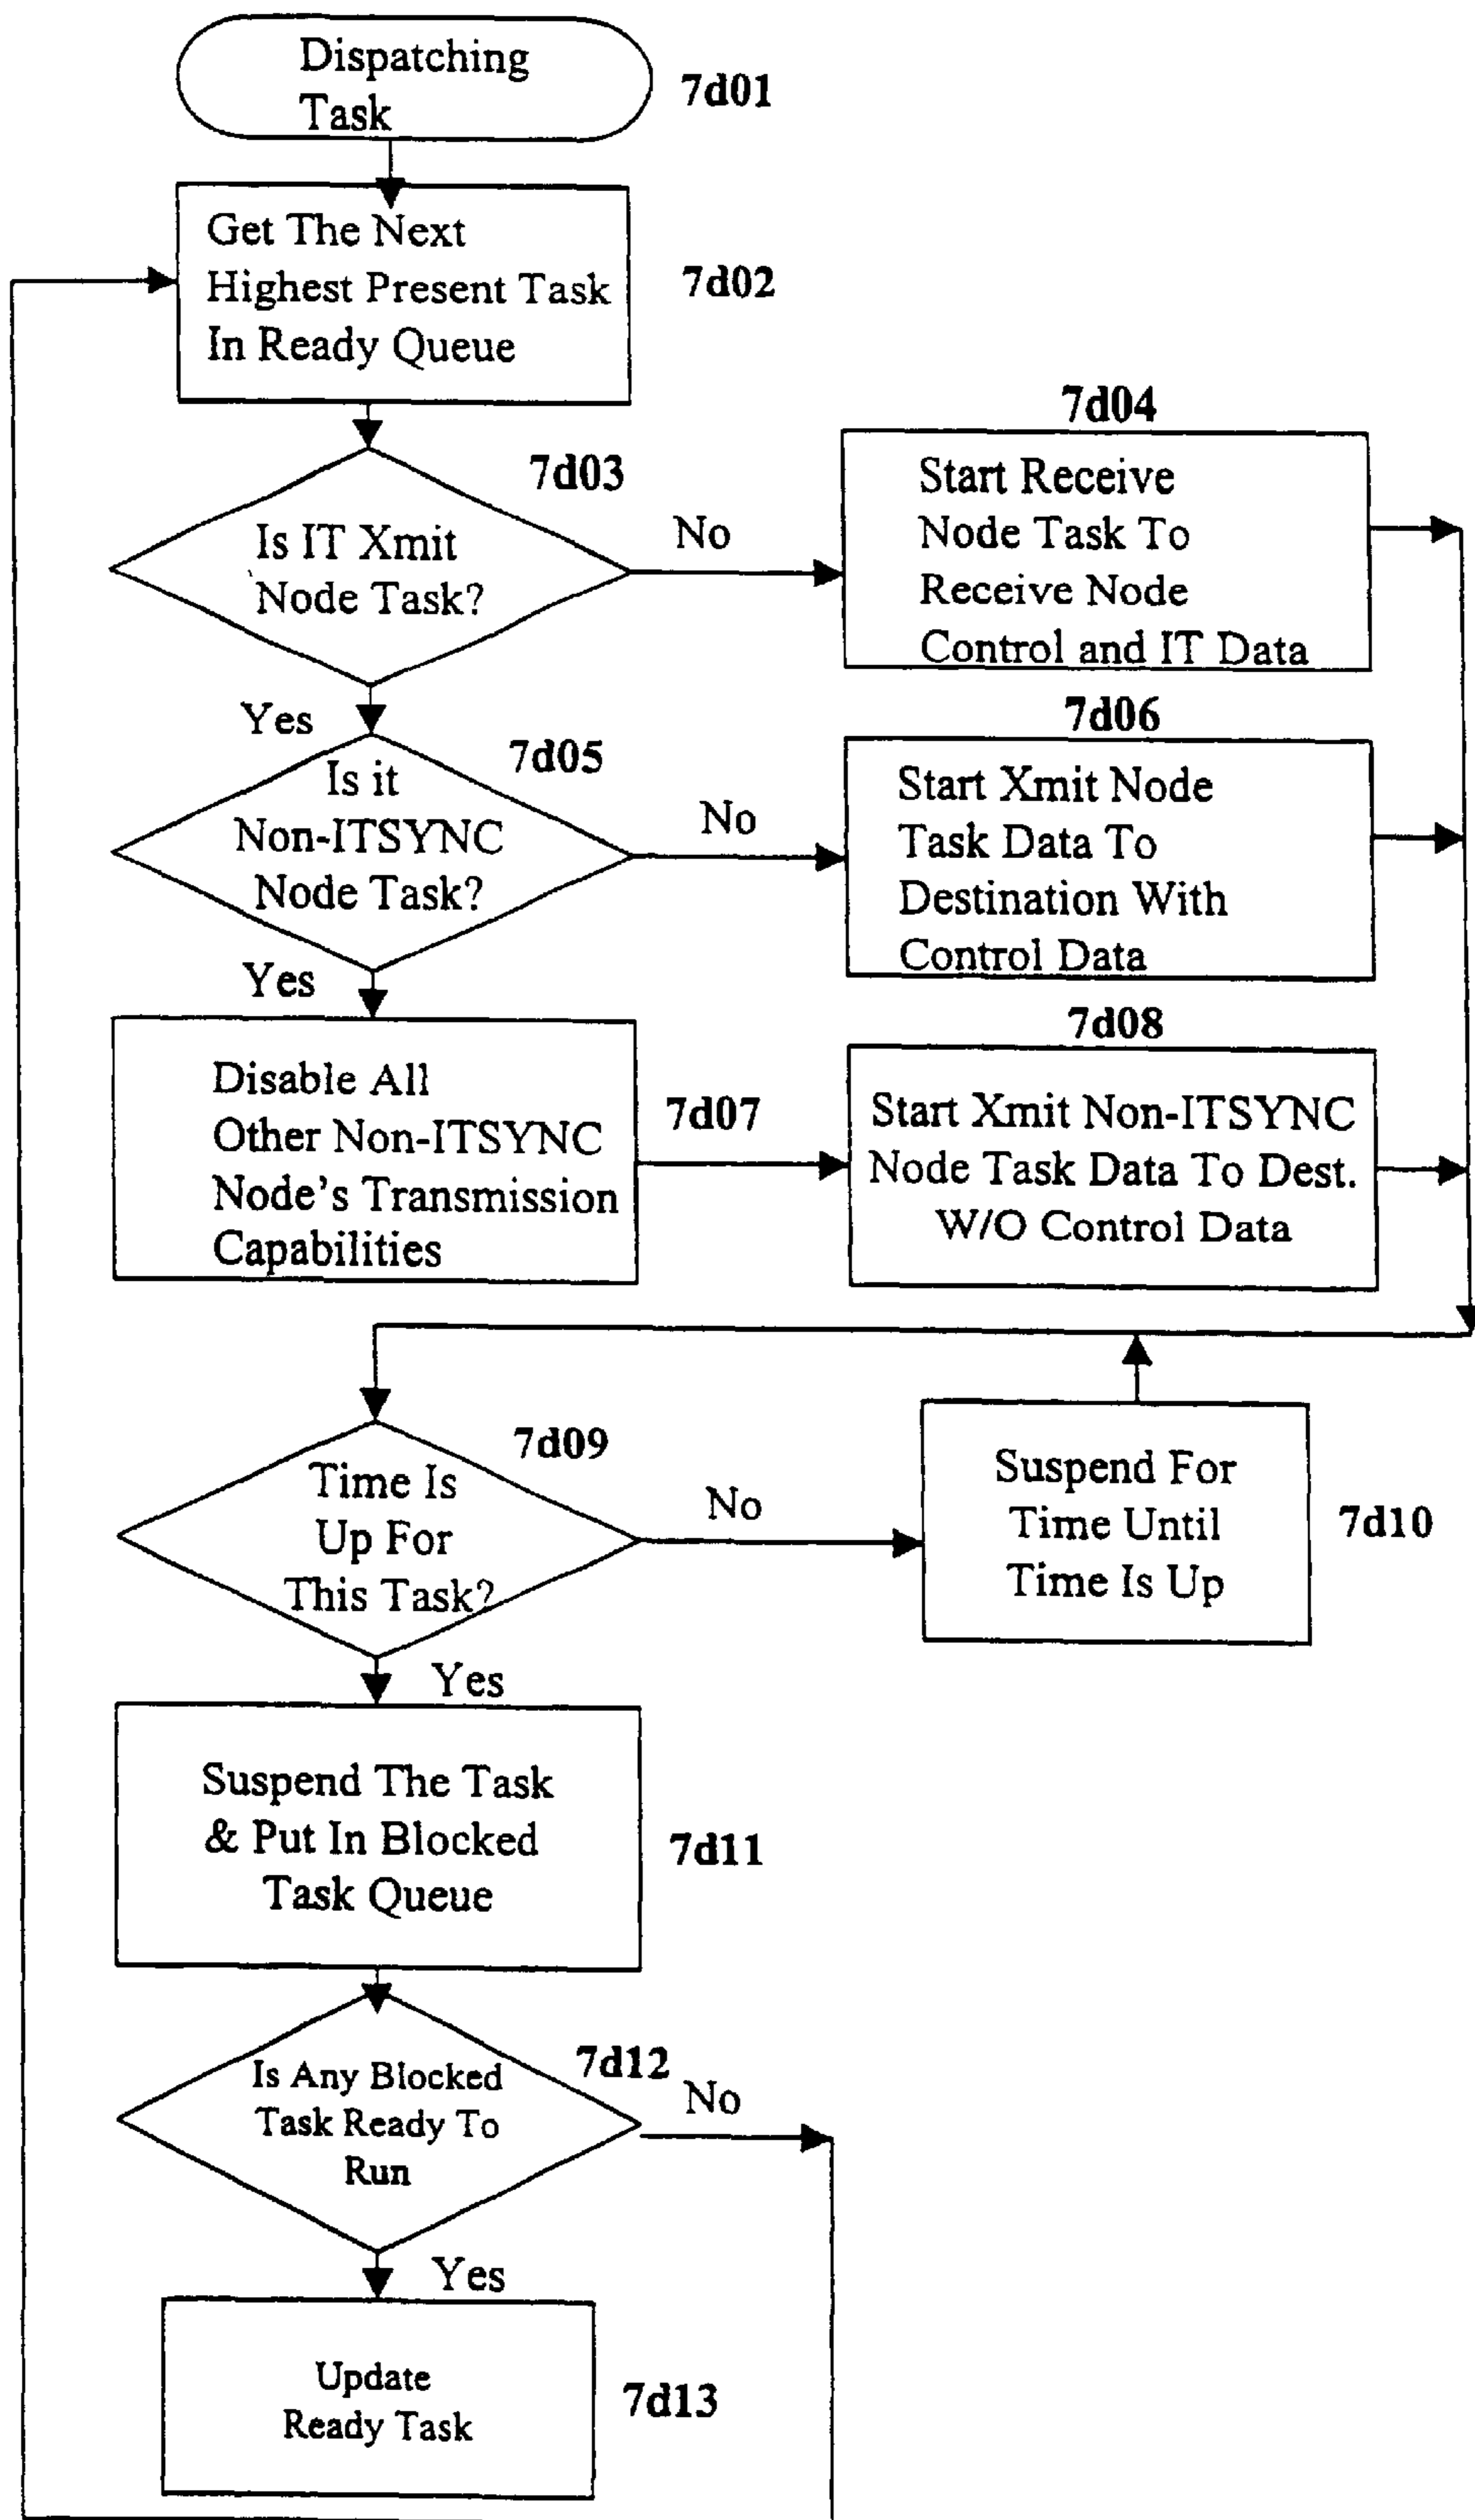 Dispatching
Task
7d01
Get The Next
Highest Present Task
In Ready Queue
7d02
7d03
Is IT Xmit
Node Task?
No
Yes
7d04
Start Receive
Node Task To
Receive Node
Control and IT Data
7d05
Is it
Non-ITSYNC
Node Task?
No
Yes
7d06
Start Xmit Node
Task Data To
Destination With
Control Data
Disable All
Other Non-ITSYNC
Node's Transmission
Capabilities
7d07
7d08
Start Xmit Non-ITSYNC
Node Task Data To Dest.
W/O Control Data
7d09
Time Is
Up For
This Task?
No
Yes
Suspend For
Time Until
Time Is Up
7d10
Suspend The Task
& Put In Blocked
Task Queue
7d11
7d12
Is Any Blocked
Task Ready To
Run
No
Yes
Update
Ready Task
7d13